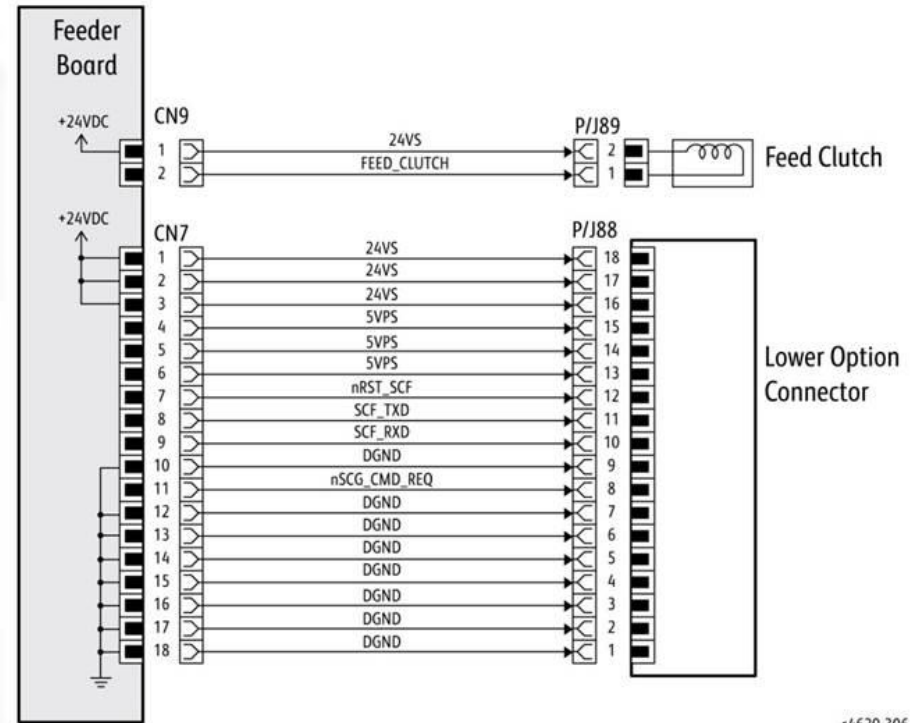 Feeder
Board
+24VDC
CN9
1 24VS 2
2 FEED_CLUTCH 1
P/J89
Feed Clutch
+24VDC
CN7
P/J88
1 24VS 18
2 24VS 17
3 24VS 16
4 5VPS 15
5 5VPS 14
6 5VPS 13
7 nRST_SCF 12
8 SCF_TXD 11
9 SCF_RXD 10
10 DGND 9
11 nSCG_CMD_REQ 8
12 DGND 7
13 DGND 6
14 DGND 5
15 DGND 4
16 DGND 3
17 DGND 2
18 DGND 1
Lower Option
Connector